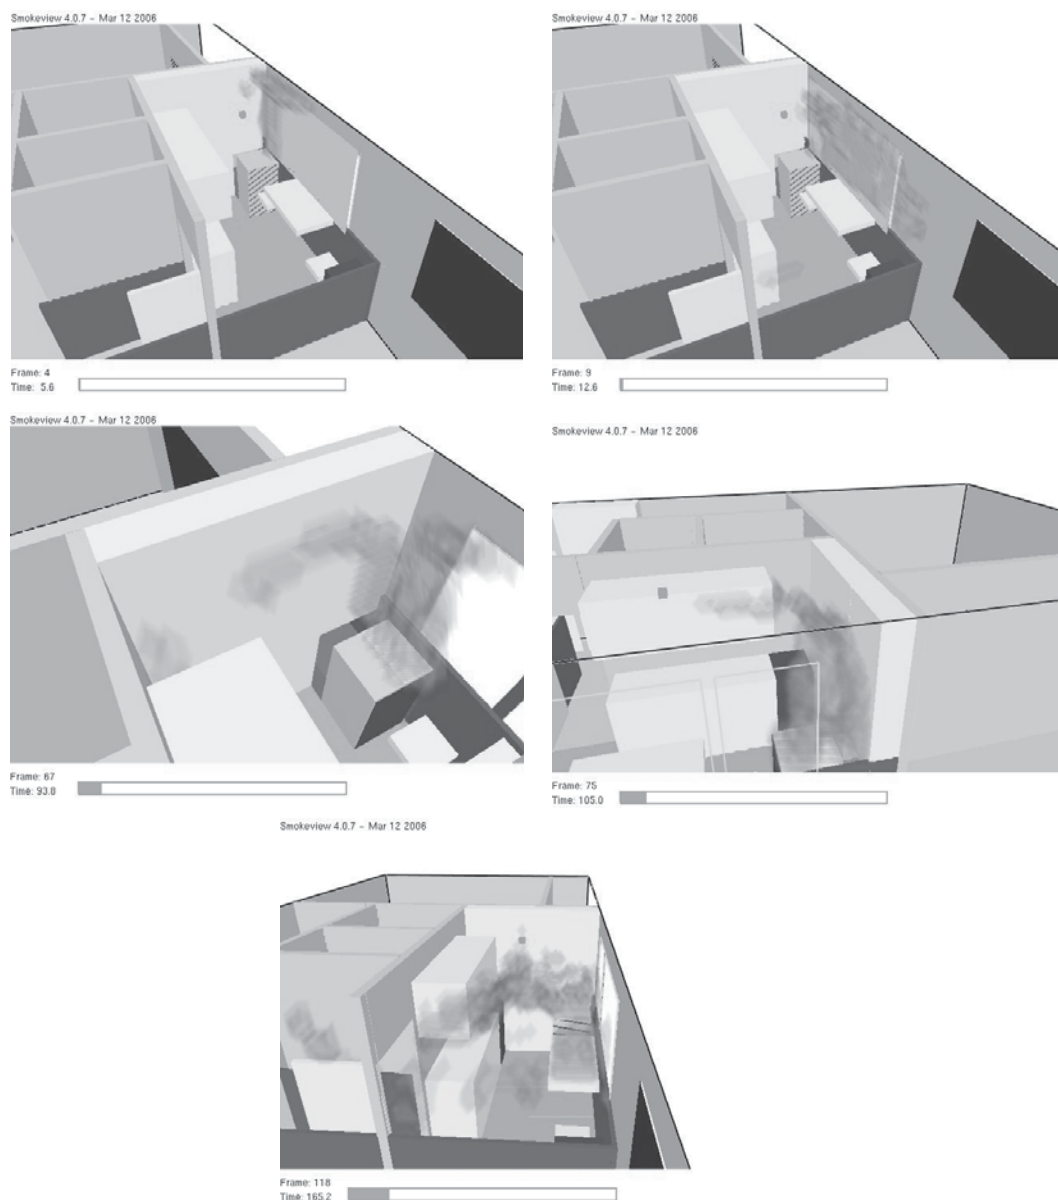 Smokeview 4.0.7 – Mar 12 2006
Smokeview 4.0.7 – Mar 12 2006
Frame: 4
Time: 5.6
Frame: 9
Time: 12.6
Smokeview 4.0.7 – Mar 12 2006
Smokeview 4.0.7 – Mar 12 2006
Frame: 67
Time: 93.8
Frame: 75
Time: 105.0
Smokeview 4.0.7 – Mar 12 2006
Frame: 118
Time: 165.2